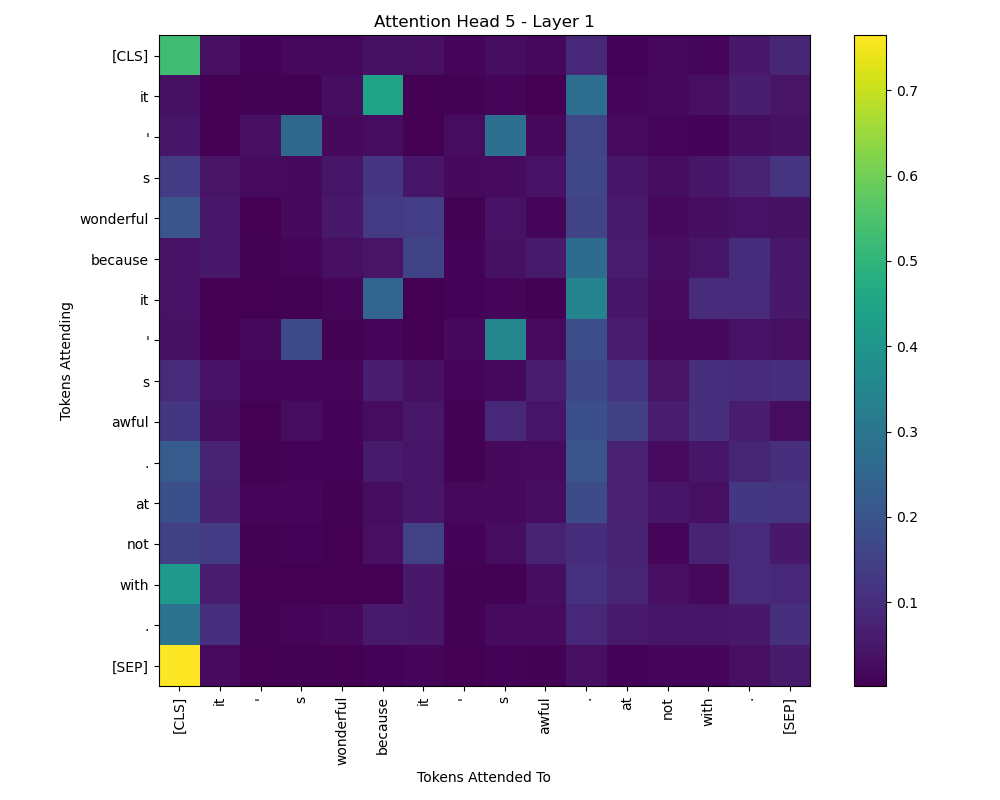 Attention Head 5 - Layer 1
[CLS]
it
'
s
wonderful
because
it
'
s
awful
.
at
not
with
.
[SEP]
Tokens Attending
[CLS]
it
'
s
wonderful
because
it
'
s
awful
.
at
not
with
.
[SEP]
Tokens Attended To
0.7
0.6
0.5
0.4
0.3
0.2
0.1